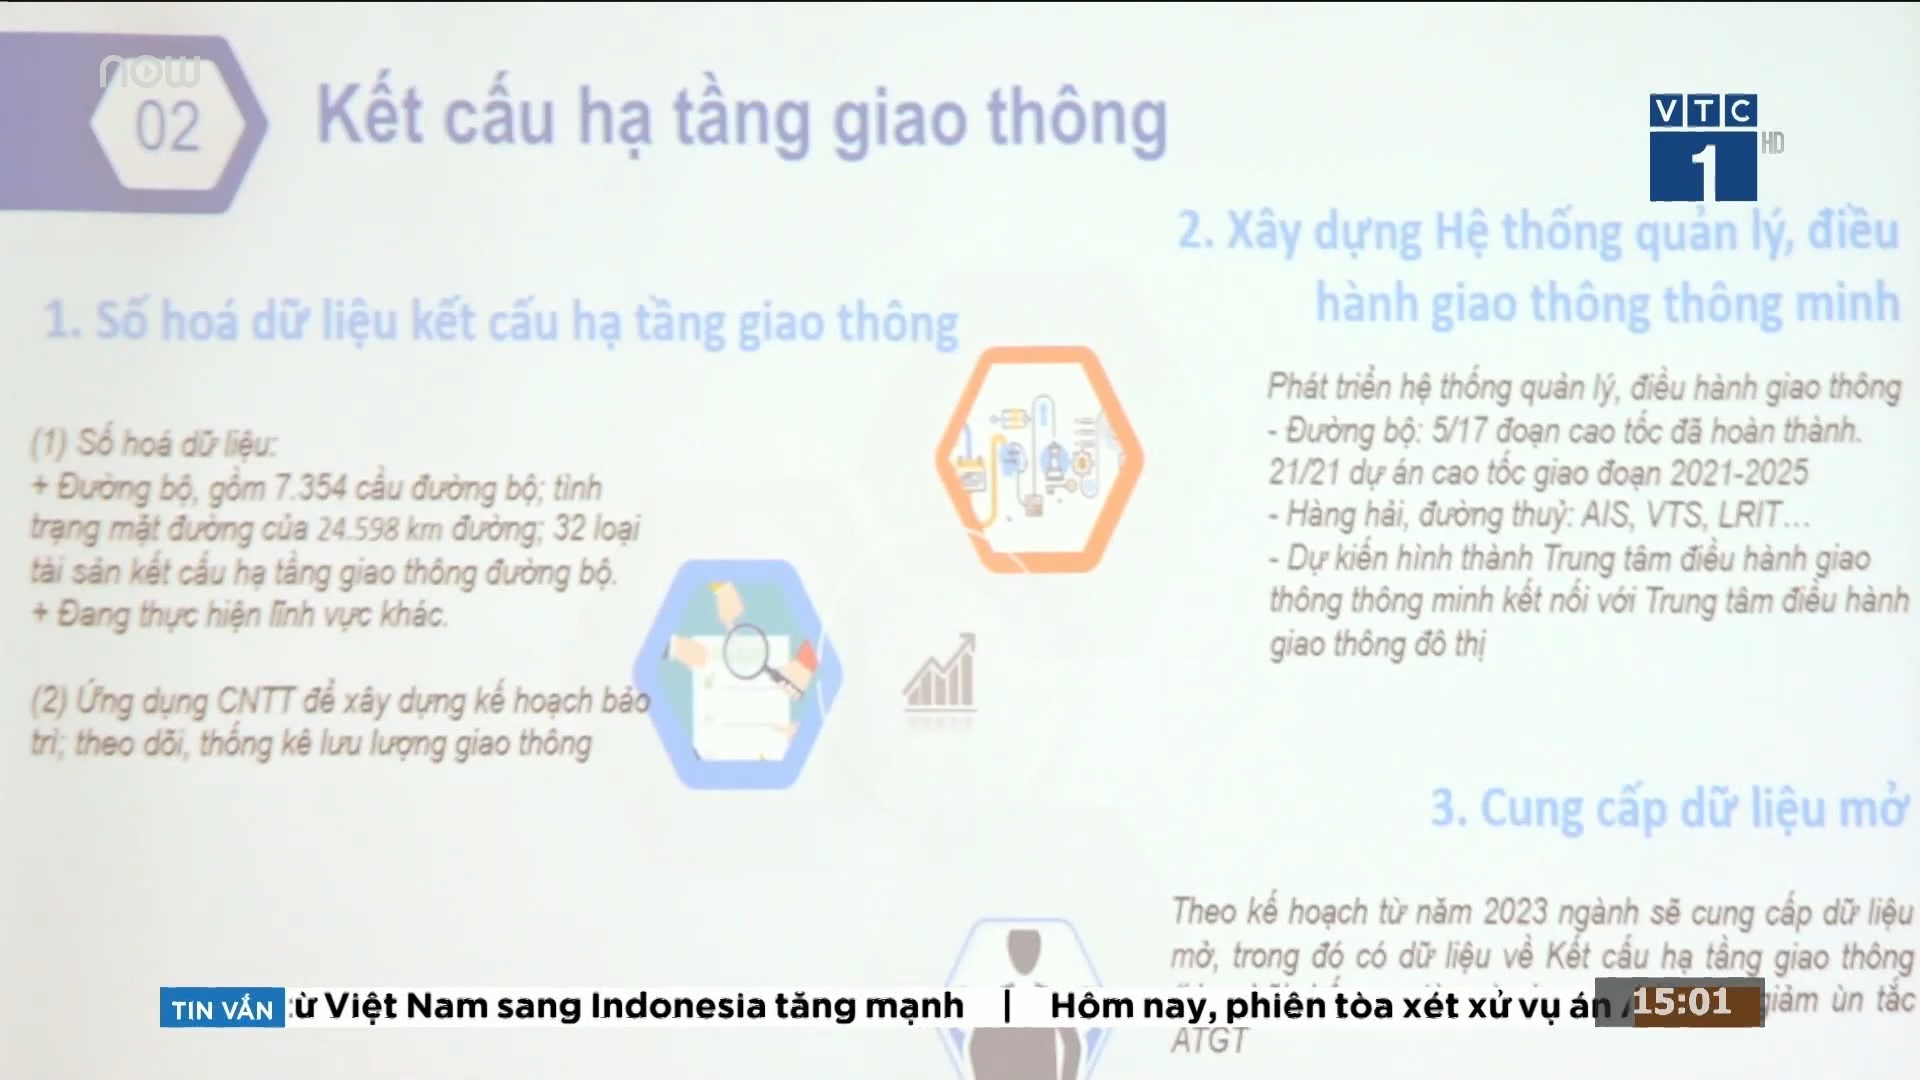 now
02
Kết cấu hạ tầng giao thông
VTC
1
HD
1. Số hoá dữ liệu kết cấu hạ tầng giao thông
(1) Số hoá dữ liệu:
+ Đường bộ, gồm 7.354 cầu đường bộ; tình
trạng mặt đường của 24.598 km đường; 32 loại
tài sản kết cấu hạ tầng giao thông đường bộ.
+ Đang thực hiện lĩnh vực khác.
(2) Ứng dụng CNTT để xây dựng kế hoạch bảo
trì; theo dõi, thống kê lưu lượng giao thông
2. Xây dựng Hệ thống quản lý, điều
hành giao thông thông minh
Phát triển hệ thống quản lý, điều hành giao thông
- Đường bộ: 5/17 đoạn cao tốc đã hoàn thành.
21/21 dự án cao tốc giao đoạn 2021-2025
- Hàng hải, đường thuỷ: AIS, VTS, LRIT...
- Dự kiến hình thành Trung tâm điều hành giao
thông thông minh kết nối với Trung tâm điều hành
giao thông đô thị
3. Cung cấp dữ liệu mở
Theo kế hoạch từ năm 2023 ngành sẽ cung cấp dữ liệu
mở, trong đó có dữ liệu về Kết cấu hạ tầng giao thông
giảm ùn tắc
ATGT
TIN VẮN
từ Việt Nam sang Indonesia tăng mạnh | Hôm nay, phiên tòa xét xử vụ án
15:01